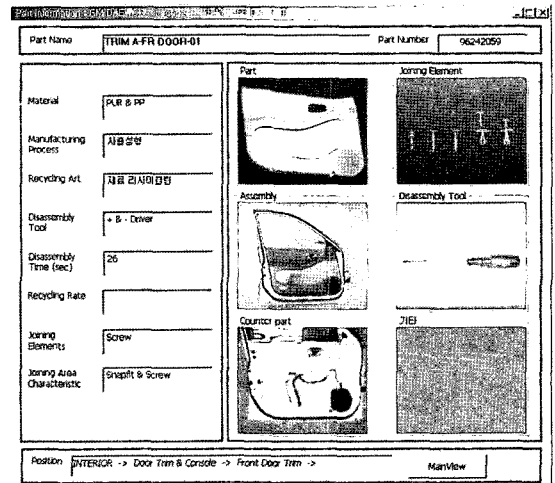 Part Name TRIM A-FR DOOR-01 Part Number 96242059
Material PUR & PP
Manufacturing Process 사출성형
Recycling Art 재료 리사이클링
Disassembly Tool + & - Driver
Disassembly Time (sec) 26
Recycling Rate
Joining Elements Screw
Joining Area Characteristic Snapfit & Screw
Part
Joining Element
Assembly
Disassembly Tool
Counter part
기타
Position INTERIOR -> Door Trim & Console -> Front Door Trim -> MainView